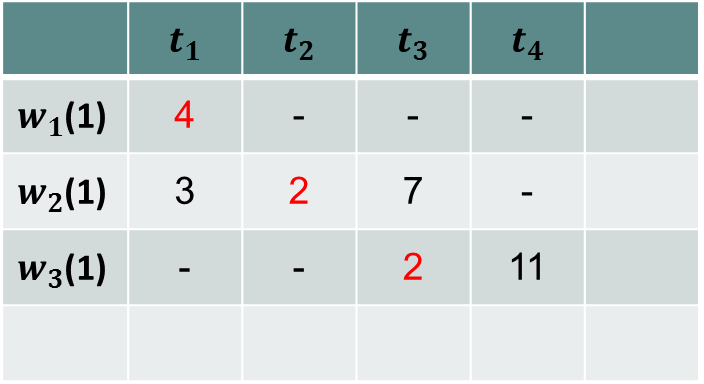 t₁ t₂ t₃ t₄
w₁(1) 4 - - -
w₂(1) 3 2 7 -
w₃(1) - - 2 11